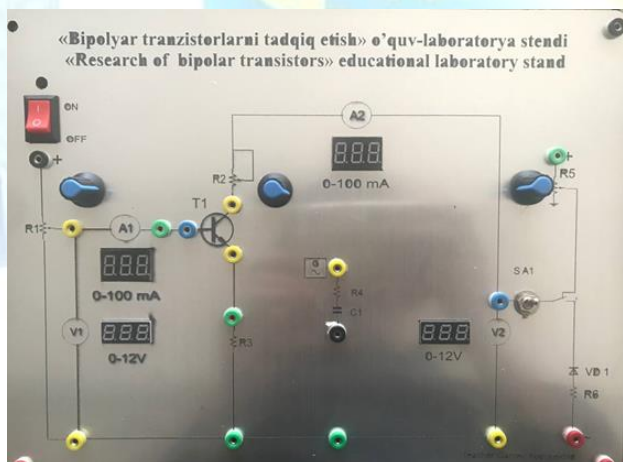 «Bipolyar tranzistorlarni tadqiq etish» o'quv-laboratorya stendi
«Research of bipolar transistors» educational laboratory stand
ON
OFF
+
A2
+
R2
0-100 mA
R5
T1
R1
A1
0-100 mA
G
R4
C1
SA1
V1
0-12V
R3
0-12V
V2
VD 1
R6